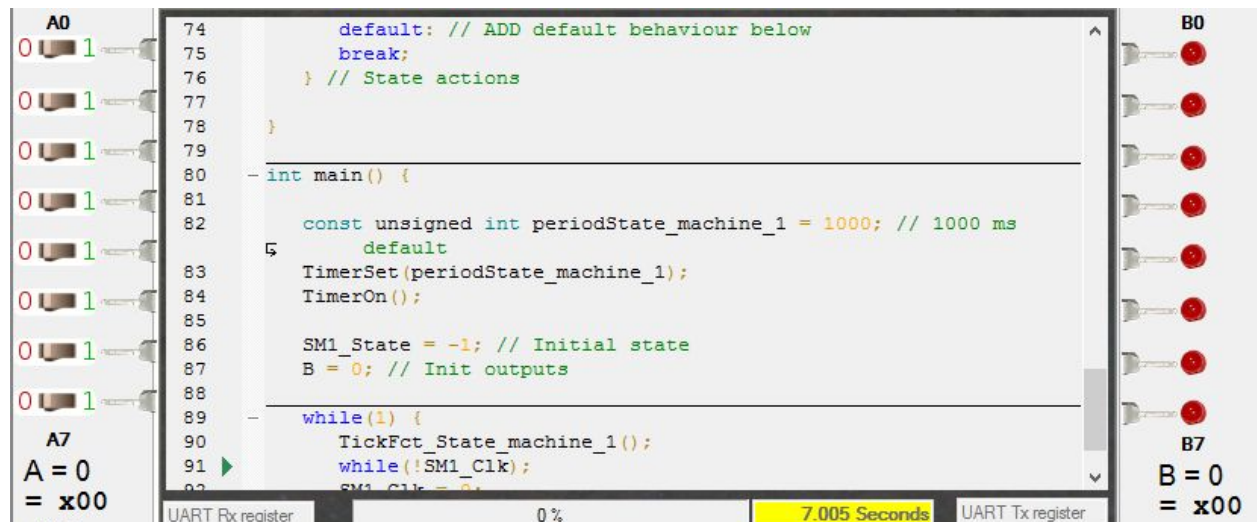 A0
0 1
0 1
0 1
0 1
0 1
0 1
0 1
0 1
A7
A = 0
= x00
74 default: // ADD default behaviour below
75 break;
76 } // State actions
77
78 }
79
80 int main() {
81
82 const unsigned int periodState_machine_1 = 1000; // 1000 ms
default
83 TimerSet(periodState_machine_1);
84 TimerOn();
85
86 SM1_State = -1; // Initial state
87 B = 0; // Init outputs
88
89 while(1) {
90 TickFct_State_machine_1();
91 while(!SM1_Clk);
92 SM1_Clk = 0;
UART Rx register 0 % 7.005 Seconds UART Tx register
B0
B7
B = 0
= x00